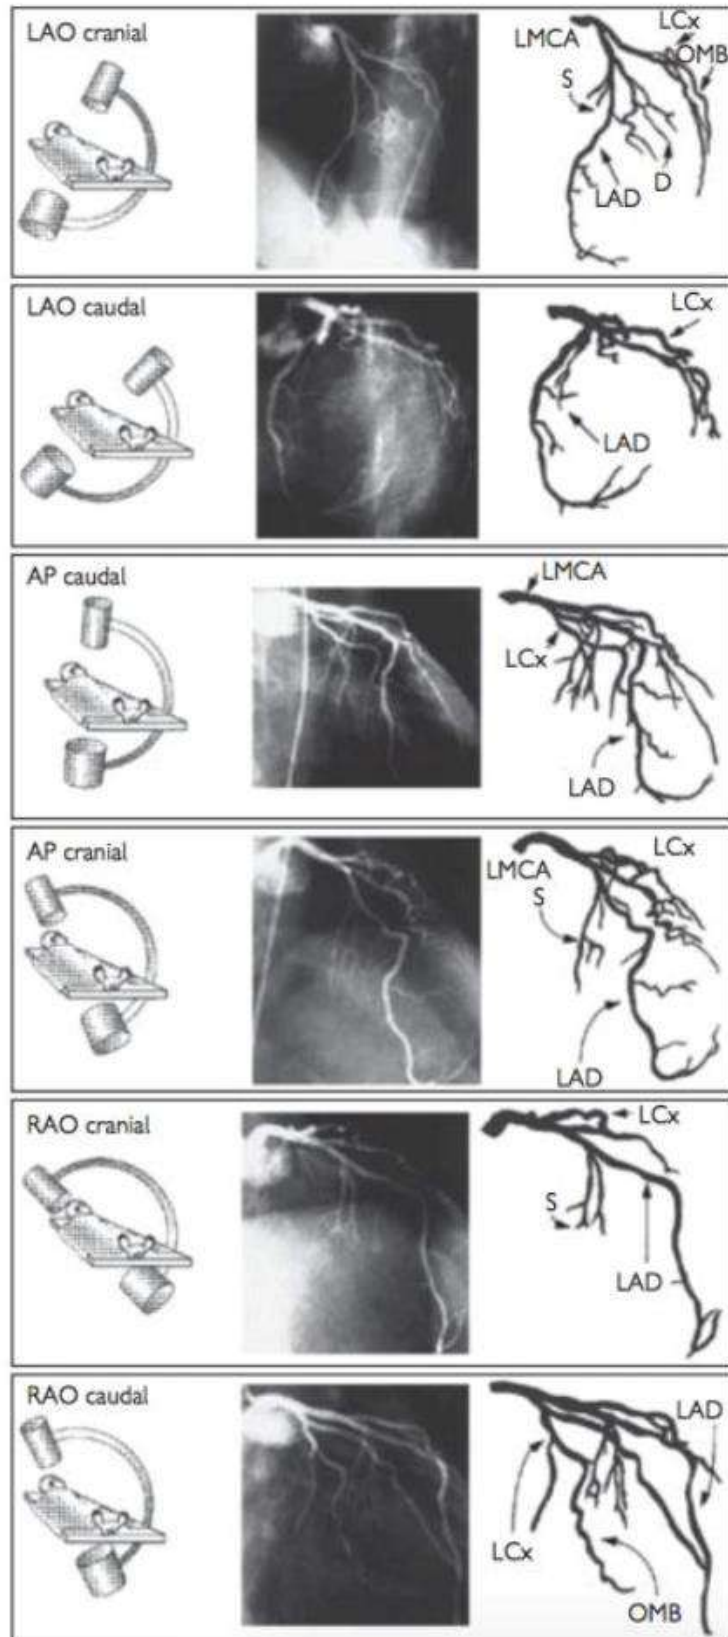 LAO cranial
LMCA
LCx
OMB
S
D
LAD
LAO caudal
LCx
LAD
AP caudal
LMCA
LCx
LAD
AP cranial
LMCA
LCx
S
LAD
RAO cranial
LCx
S
LAD
RAO caudal
LAD
LCx
OMB